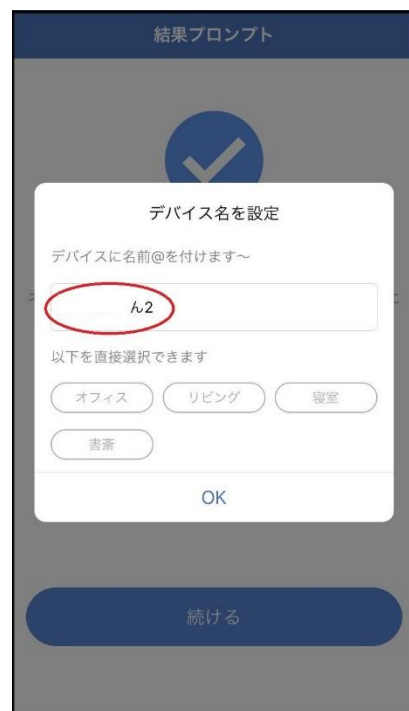 結果プロンプト
デバイス名を設定
デバイスに名前@を付けます～
ん2
以下を直接選択できます
オフィス
リビング
寝室
書斎
OK
続ける